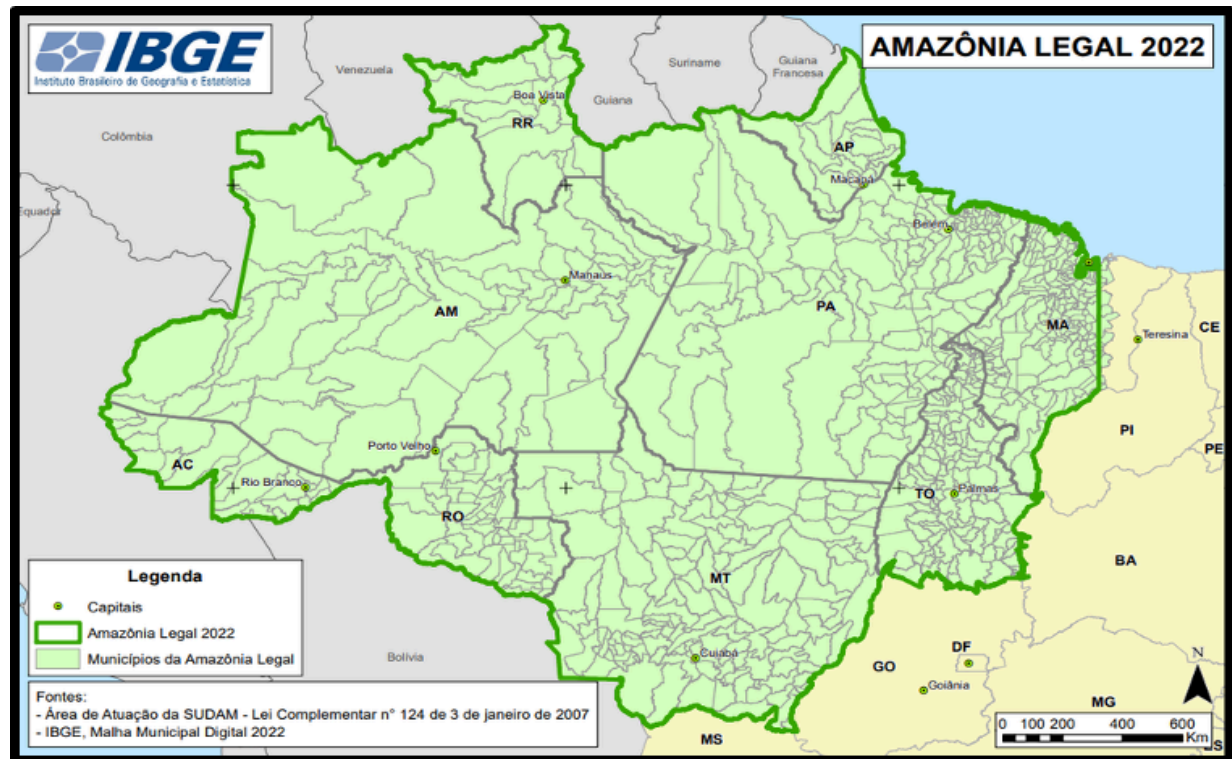 IBGE
Instituto Brasileiro de Geografia e Estatística
AMAZÔNIA LEGAL 2022
Venezuela
Suriname
Guiana
Francesa
Guiana
Colômbia
Equador
Boa Vista
RR
AP
Macapá
Belém
Manaus
AM
PA
MA
CE
Teresina
PI
PE
Porto Velho
AC
Rio Branco
RO
TO
Palmas
BA
MT
Cuiabá
Bolívia
GO
DF
Goiânia
MG
MS
ES
Legenda
Capitais
Amazônia Legal 2022
Municípios da Amazônia Legal
Fontes:
- Área de Atuação da SUDAM - Lei Complementar n° 124 de 3 de janeiro de 2007
- IBGE, Malha Municipal Digital 2022
N
0 100 200 400 600
Km